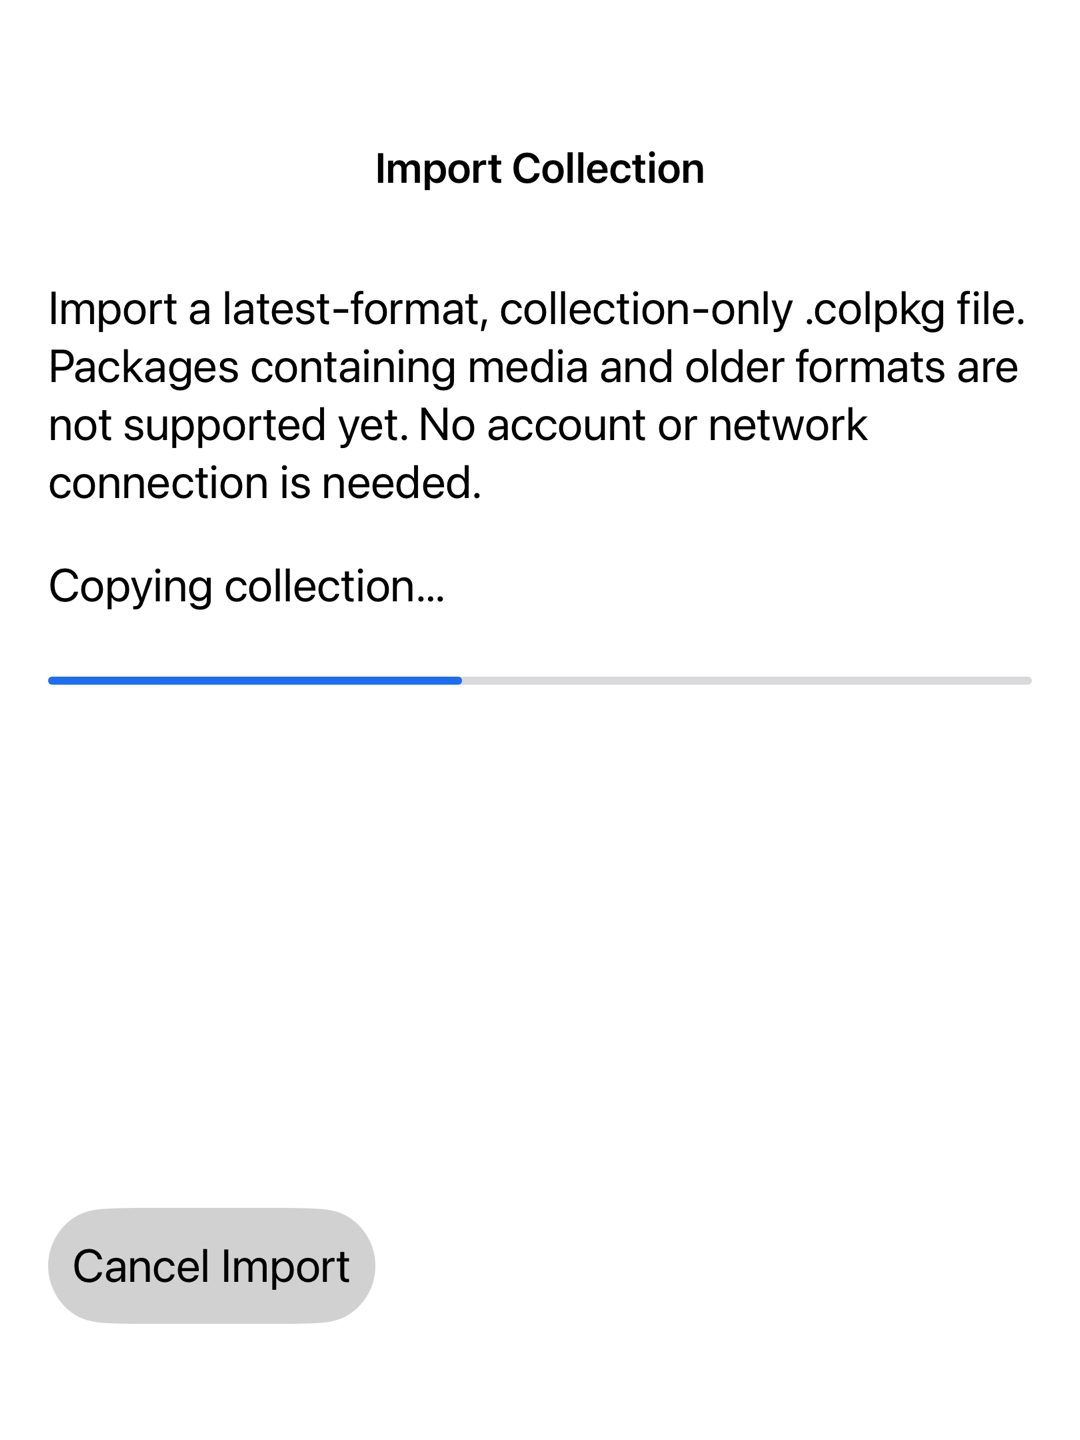 Import Collection
Import a latest-format, collection-only .colpkg file.
Packages containing media and older formats are
not supported yet. No account or network
connection is needed.
Copying collection…
Cancel Import